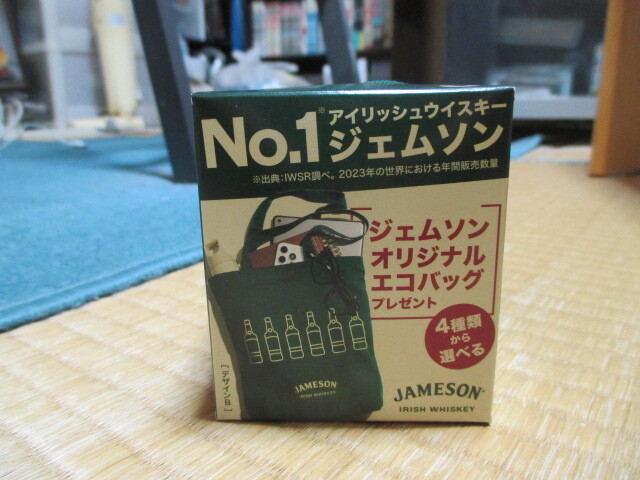 アイリッシュウイスキー
No.1※ジェムソン
※出典:IWSR調べ。2023年の世界における年間販売数量
ジェムソン
オリジナル
エコバッグ
プレゼント
4種類
から
選べる
JAMESON
IRISH WHISKEY
[デザインB]
JAMESON
IRISH WHISKEY